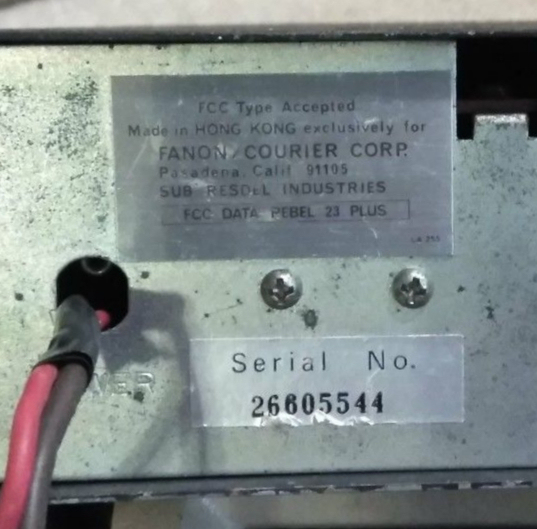 FCC Type Accepted
Made in HONG KONG exclusively for
FANON/COURIER CORP.
Pasadena, Calif. 91105
SUB RESDEL INDUSTRIES
FCC DATA REBEL 23 PLUS
Serial No.
26605544